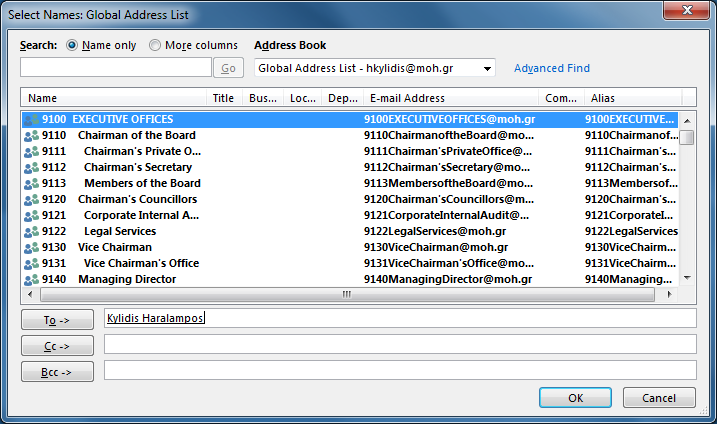 Select Names: Global Address List
Search: Name only More columns Address Book
Go Global Address List - hkylidis@moh.gr Advanced Find
Name Title Bus... Loc... Dep... E-mail Address Com... Alias
9100 EXECUTIVE OFFICES 9100EXECUTIVEOFFICES@moh.gr 9100EXECUTIVE...
9110 Chairman of the Board 9110ChairmanoftheBoard@mo... 9110Chairmanof...
9111 Chairman's Private O... 9111Chairman'sPrivateOffice@... 9111Chairman's...
9112 Chairman's Secretary 9112Chairman'sSecretary@mo... 9112Chairman's...
9113 Members of the Board 9113MembersoftheBoard@mo... 9113Membersof...
9120 Chairman's Councillors 9120Chairman'sCouncillors@m... 9120Chairman's...
9121 Corporate Internal A... 9121CorporateInternalAudit@... 9121CorporateI...
9122 Legal Services 9122LegalServices@moh.gr 9122LegalServices
9130 Vice Chairman 9130ViceChairman@moh.gr 9130ViceChairm...
9131 Vice Chairman's Office 9131ViceChairman'sOffice@mo... 9131ViceChairm...
9140 Managing Director 9140ManagingDirector@moh.gr 9140Managing...
To -> Kylidis Haralampos
Cc ->
Bcc ->
OK Cancel